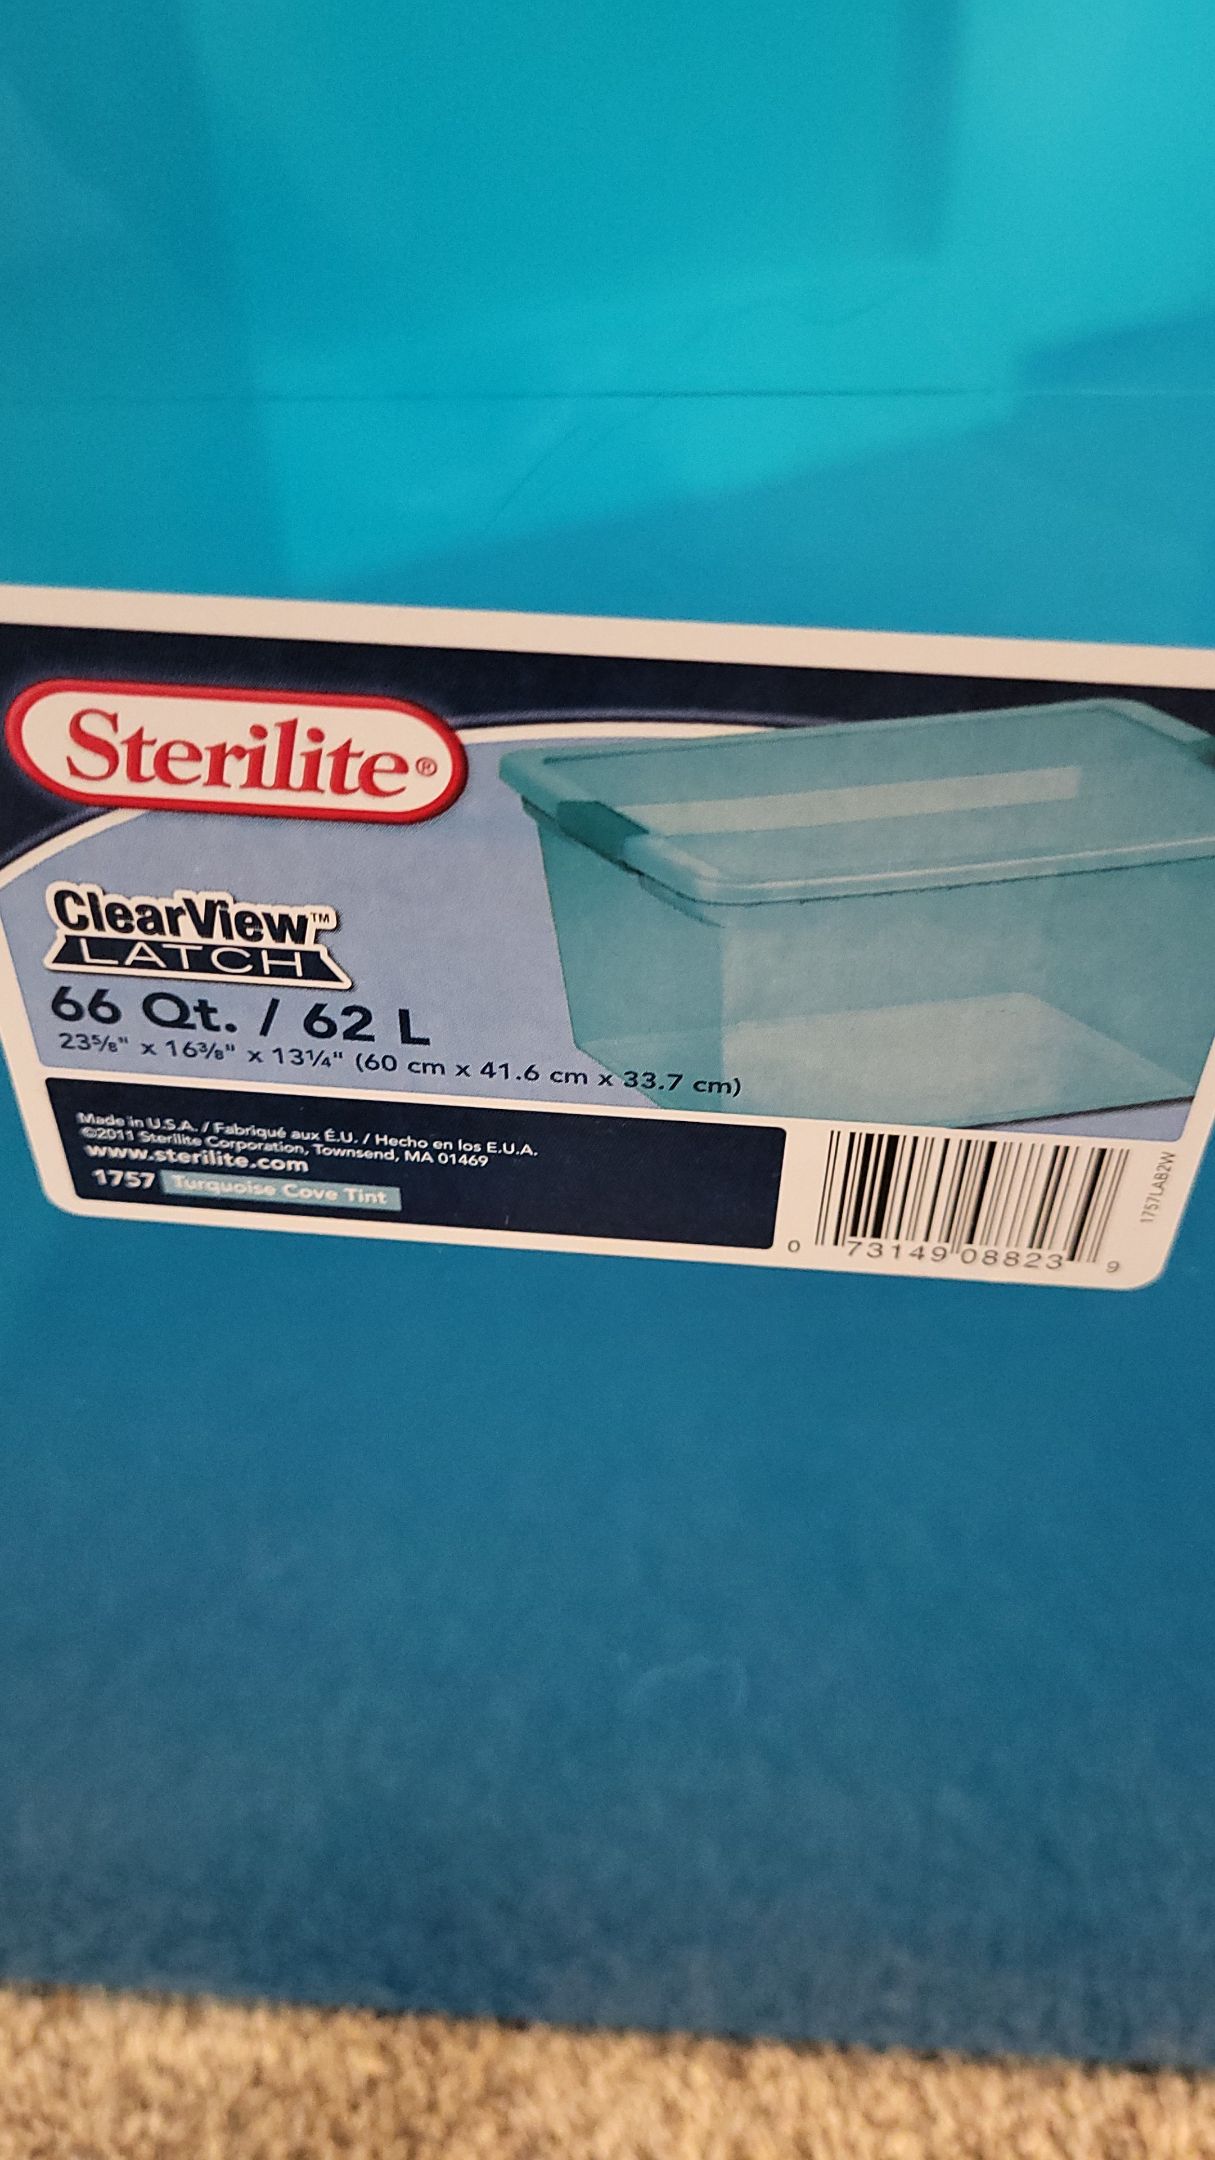 Sterilite®
ClearView™
LATCH
66 Qt. / 62 L
23⅝" x 16⅜" x 13¼" (60 cm x 41.6 cm x 33.7 cm)
Made in U.S.A. / Fabriqué aux É.U. / Hecho en los E.U.A.
©2011 Sterilite Corporation, Townsend, MA 01469
www.sterilite.com
1757 Turquoise Cove Tint
0 73149 08823 9
1757LAB2W